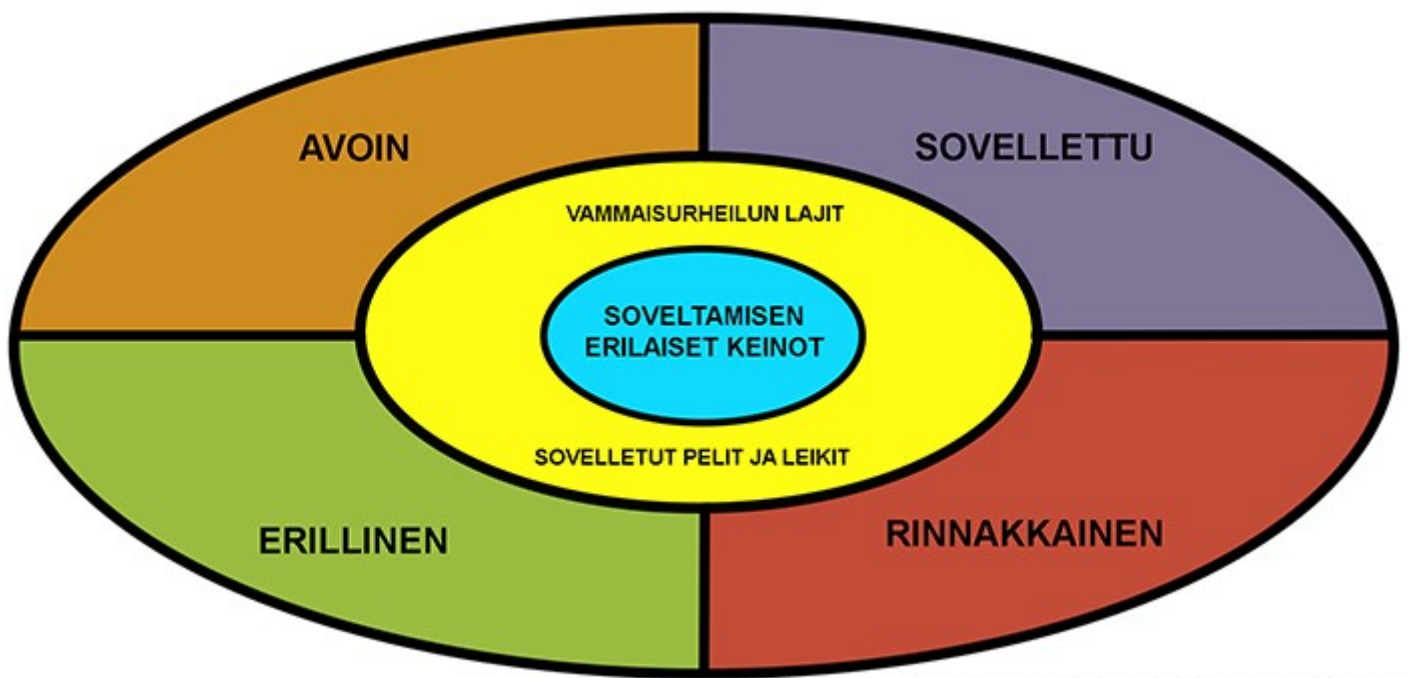 AVOIN
SOVELLETTU
VAMMAISURHEILUN LAJIT
SOVELTAMISEN
ERILAISET KEINOT
SOVELLETUT PELIT JA LEIKIT
ERILLINEN
RINNAKKAINEN